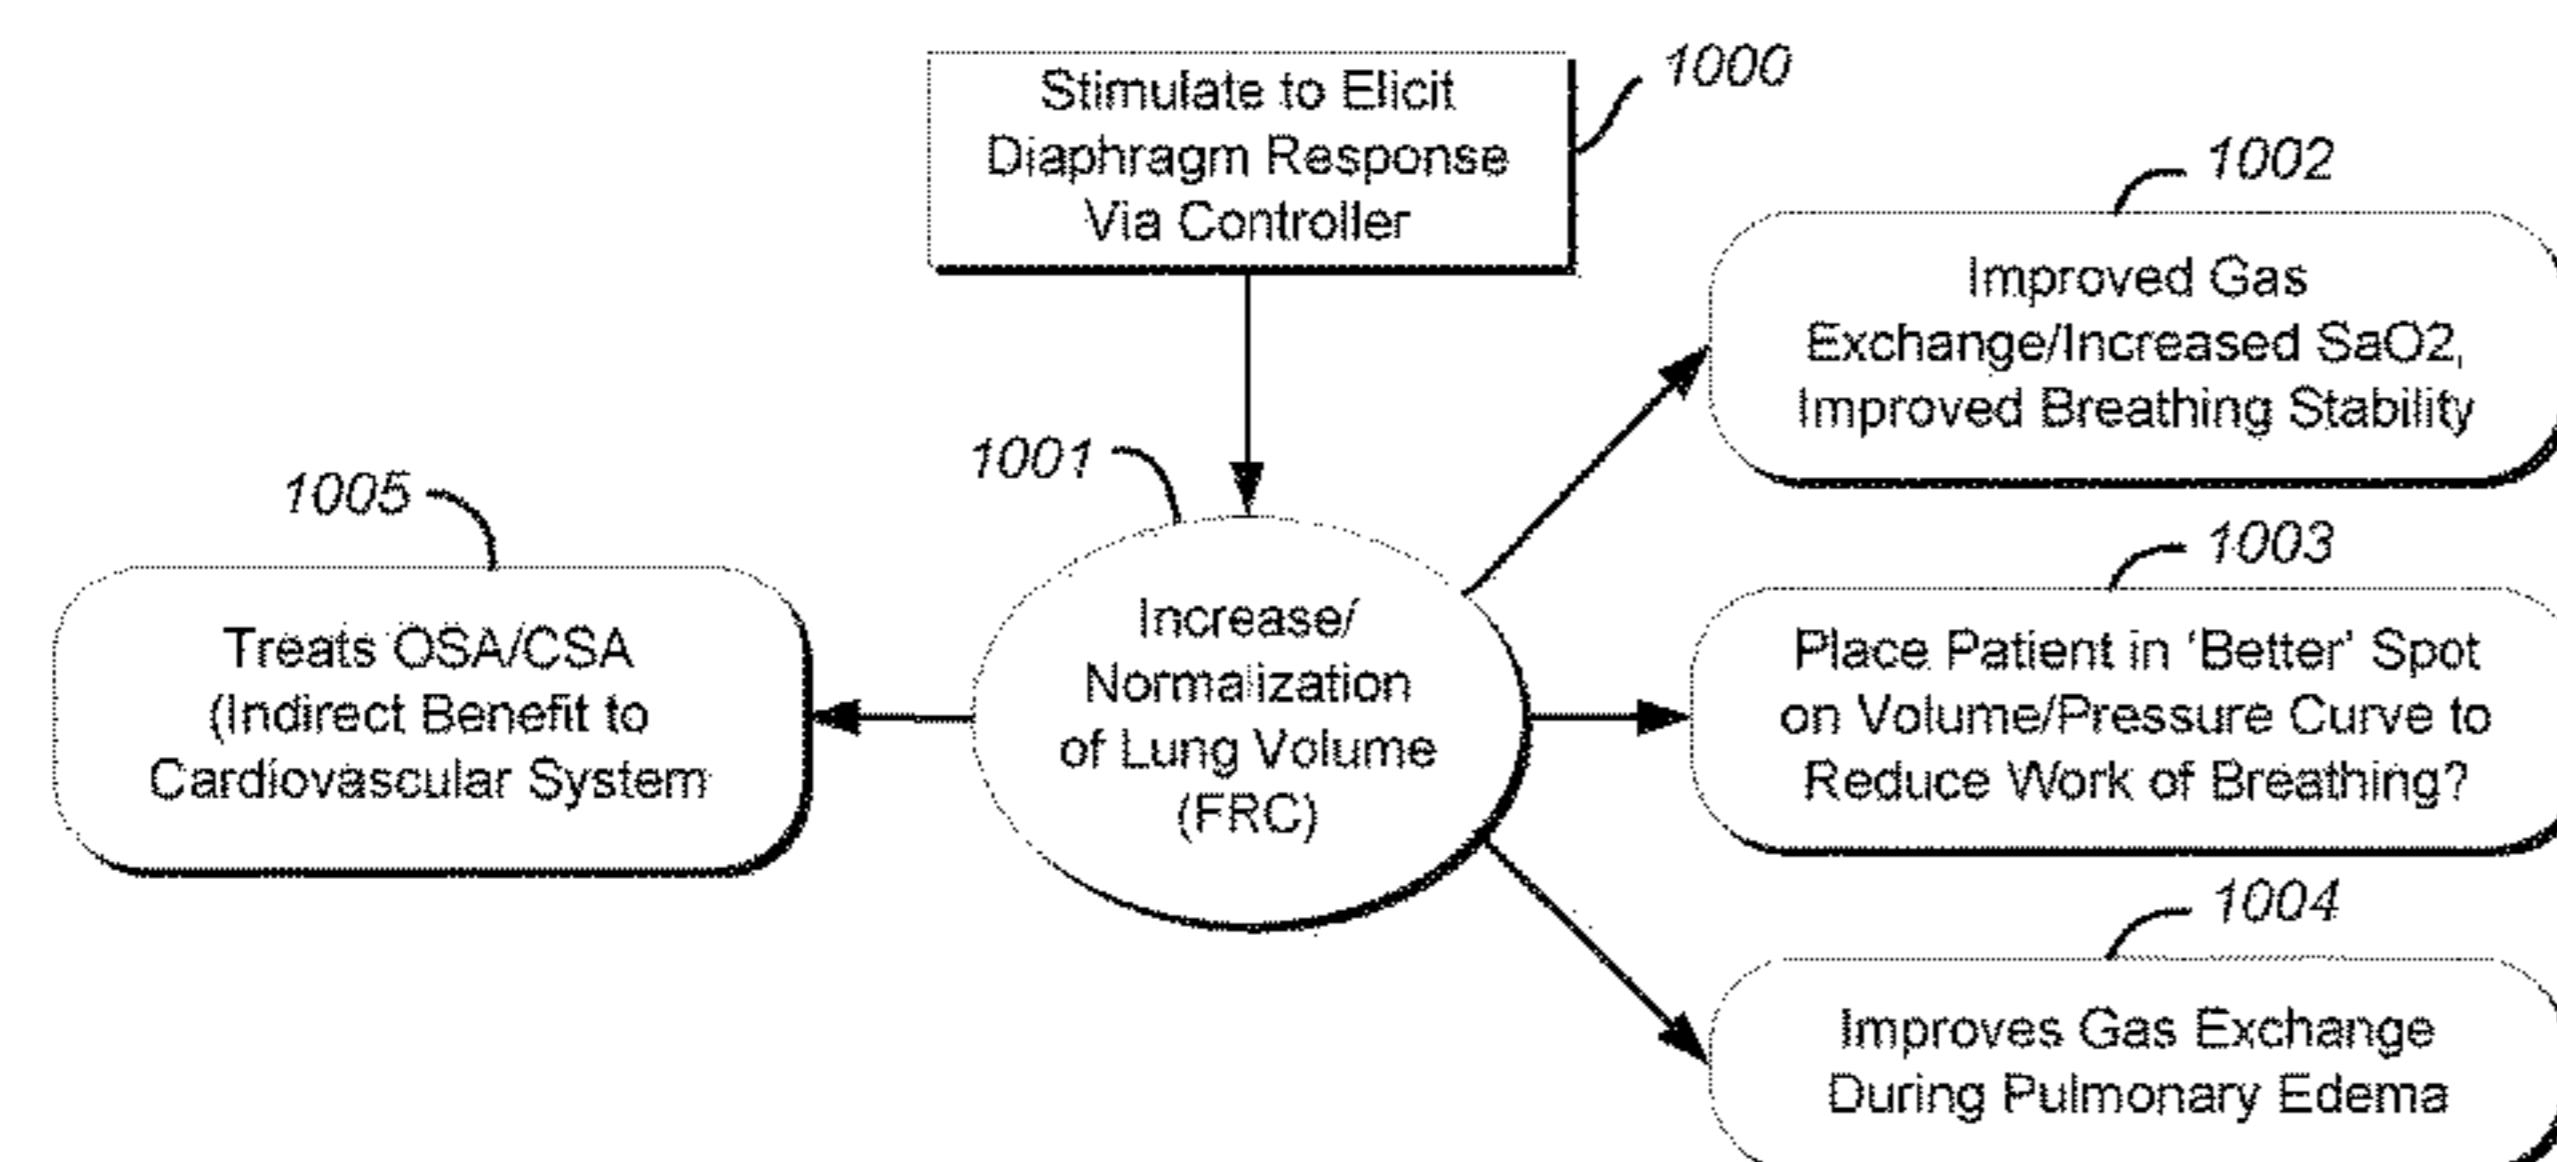 1000
Stimulate to Elicit
Diaphragm Response
Via Controller
1002
Improved Gas
Exchange/Increased SaO2,
Improved Breathing Stability
1001
Increase/
Normalization
of Lung Volume
(FRC)
1005
Treats OSA/CSA
(Indirect Benefit to
Cardiovascular System
1003
Place Patient in ‘Better’ Spot
on Volume/Pressure Curve to
Reduce Work of Breathing?
1004
Improves Gas Exchange
During Pulmonary Edema